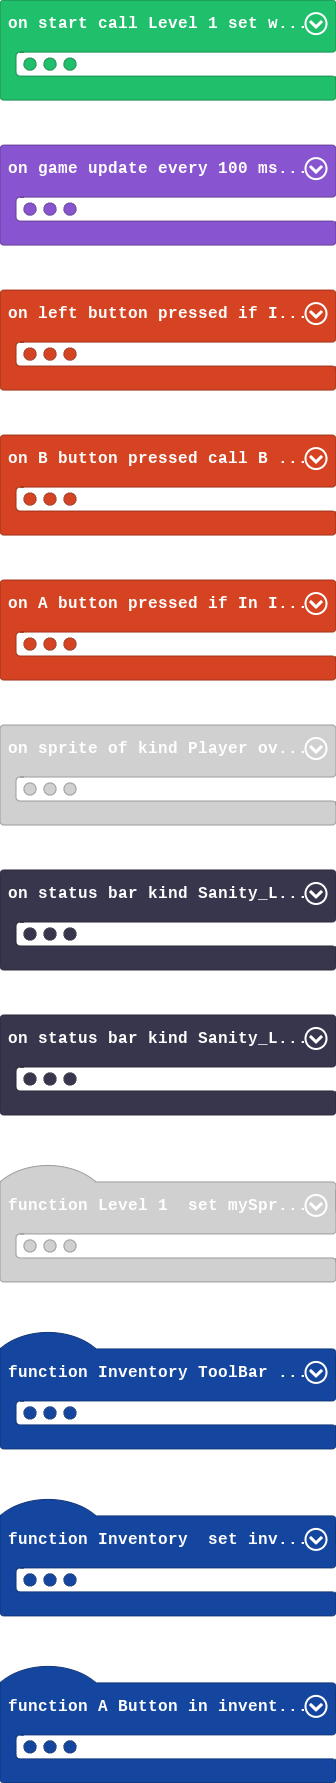 on start call Level 1 set w...
on game update every 100 ms...
on left button pressed if I...
on B button pressed call B ...
on A button pressed if In I...
on sprite of kind Player ov...
on status bar kind Sanity_L...
on status bar kind Sanity_L...
function Level 1  set mySpr...
function Inventory ToolBar ...
function Inventory  set inv...
function A Button in invent...